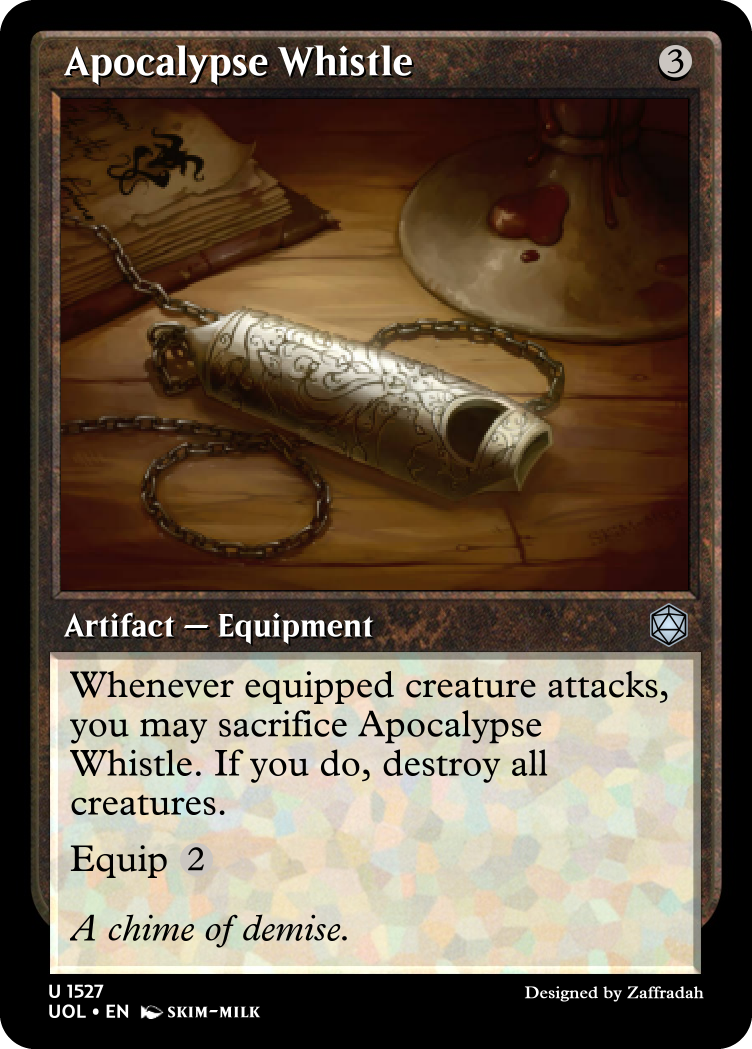 Apocalypse Whistle
3
Artifact — Equipment
Whenever equipped creature attacks,
you may sacrifice Apocalypse
Whistle. If you do, destroy all
creatures.
Equip 2
A chime of demise.
U 1527
UOL • EN SKIM-MILK
Designed by Zaffradah